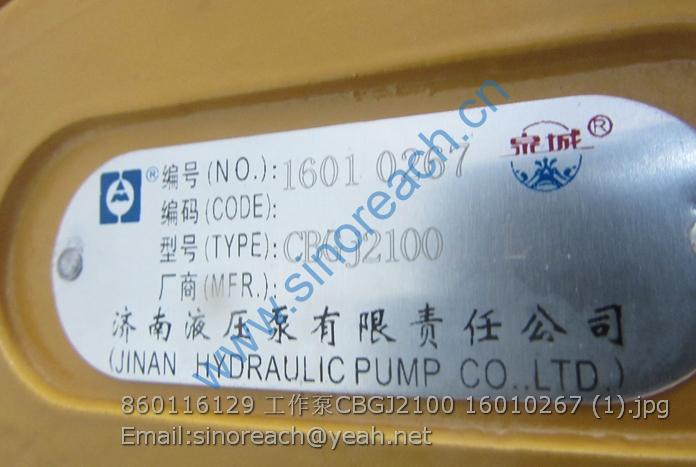 泉城®
® 编号(NO.): 1601 0267
编码(CODE):
型号(TYPE): CBGJ2100 L
厂商(MFR.):
济南液压泵有限责任公司
(JINAN HYDRAULIC PUMP CO.,LTD.)
www.sinoreach.cn
860116129 工作泵CBGJ2100 16010267 (1).jpg
Email:sinoreach@yeah.net